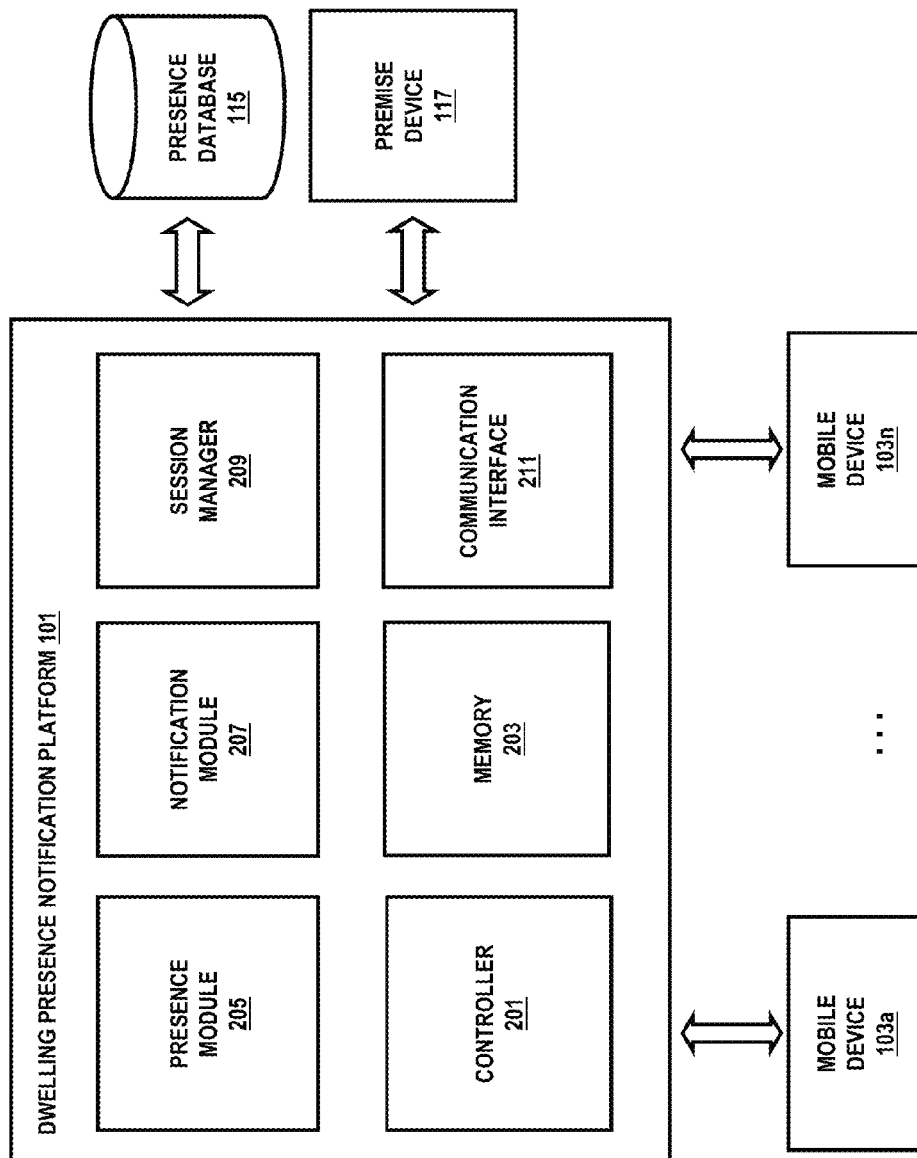 DWELLING PRESENCE NOTIFICATION PLATFORM 101
PRESENCE
MODULE
205
NOTIFICATION
MODULE
207
SESSION
MANAGER
209
CONTROLLER
201
MEMORY
203
COMMUNICATION
INTERFACE
211
PRESENCE
DATABASE
115
PREMISE
DEVICE
117
MOBILE
DEVICE
103a
...
MOBILE
DEVICE
103n